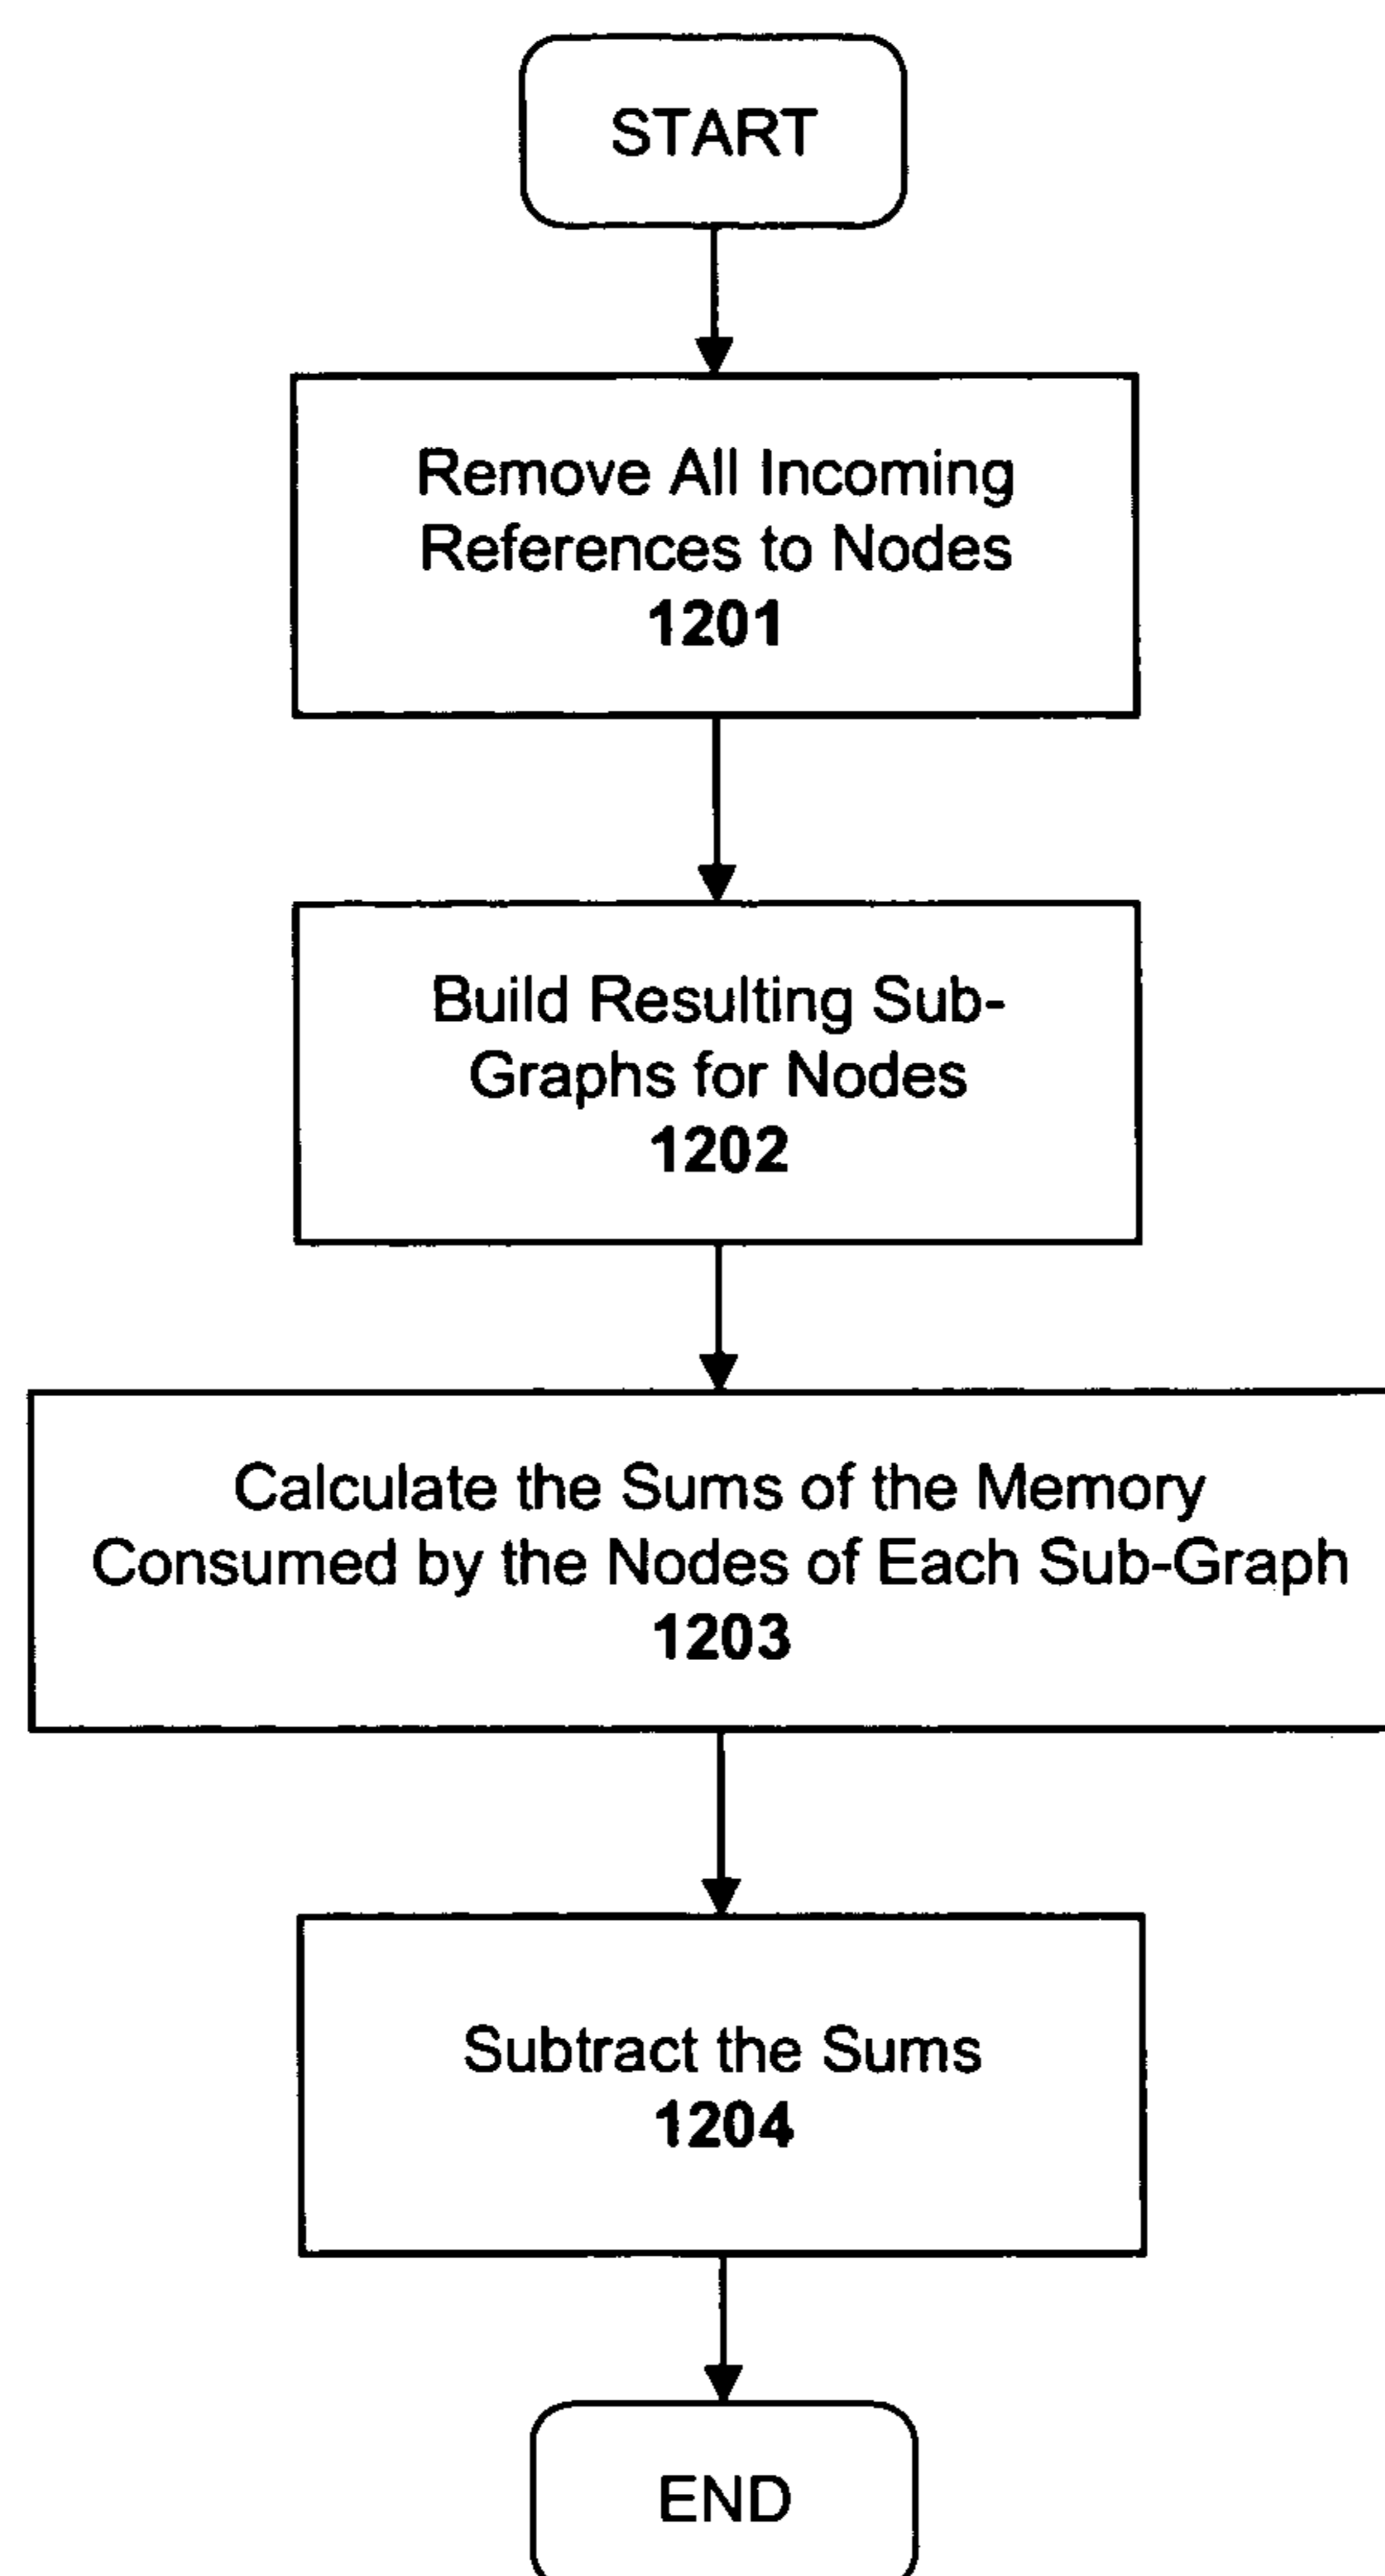 START
Remove All Incoming
References to Nodes
1201
Build Resulting Sub-
Graphs for Nodes
1202
Calculate the Sums of the Memory
Consumed by the Nodes of Each Sub-Graph
1203
Subtract the Sums
1204
END